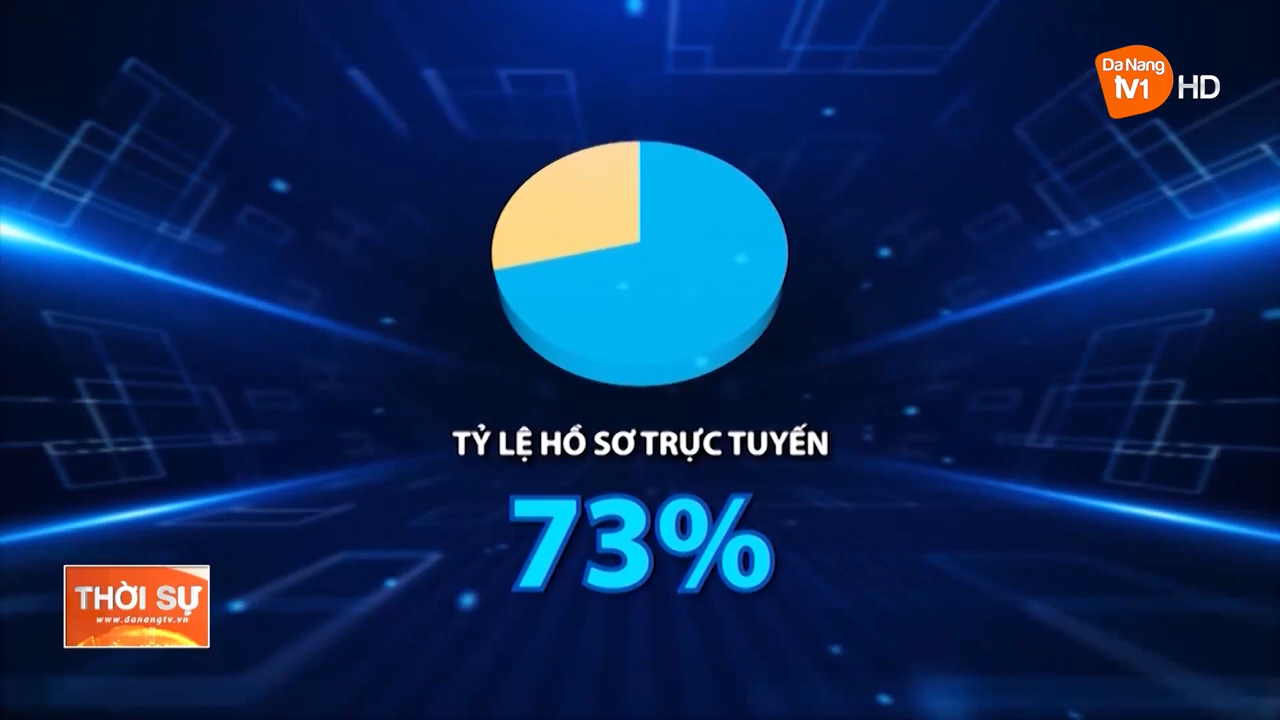 Da Nang
tv1 HD
TỶ LỆ HỒ SƠ TRỰC TUYẾN
73%
THỜI SỰ
www.danangtv.vn